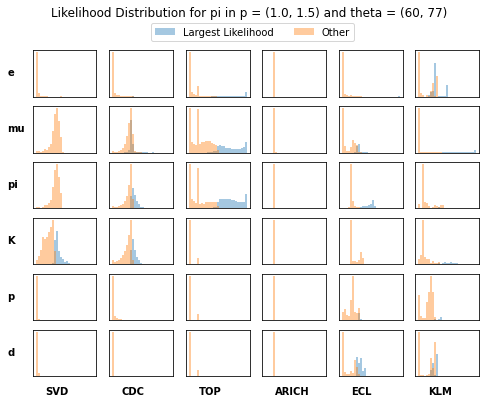 Likelihood Distribution for pi in p = (1.0, 1.5) and theta = (60, 77)
Largest Likelihood Other
e
mu
pi
K
p
d
SVD CDC TOP ARICH ECL KLM